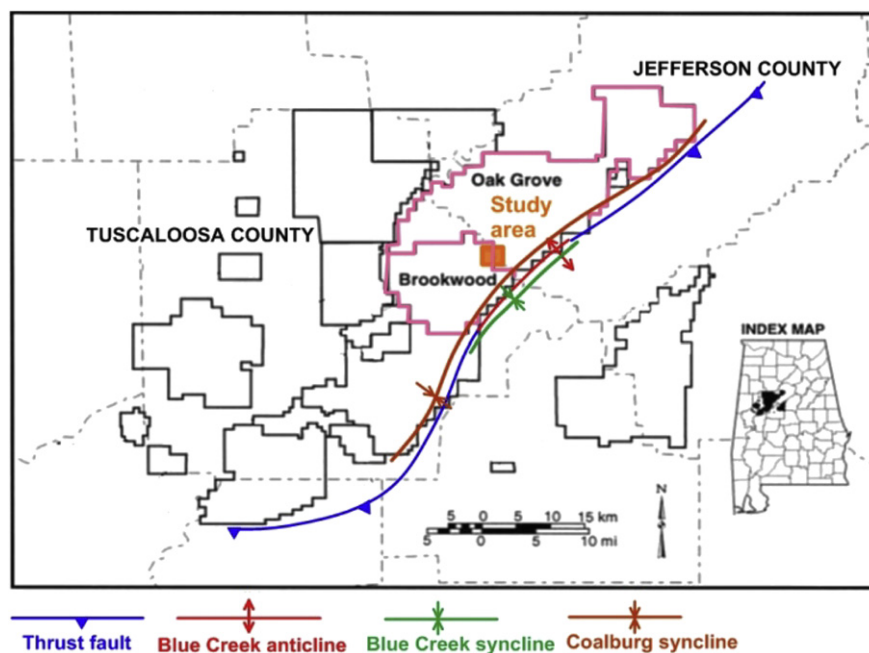 JEFFERSON COUNTY
Oak Grove
Study
area
TUSCALOOSA COUNTY
Brookwood
INDEX MAP
N
S
5 0 5 10 15 km
5 0 5 10 mi
Thrust fault
Blue Creek anticline
Blue Creek syncline
Coalburg syncline